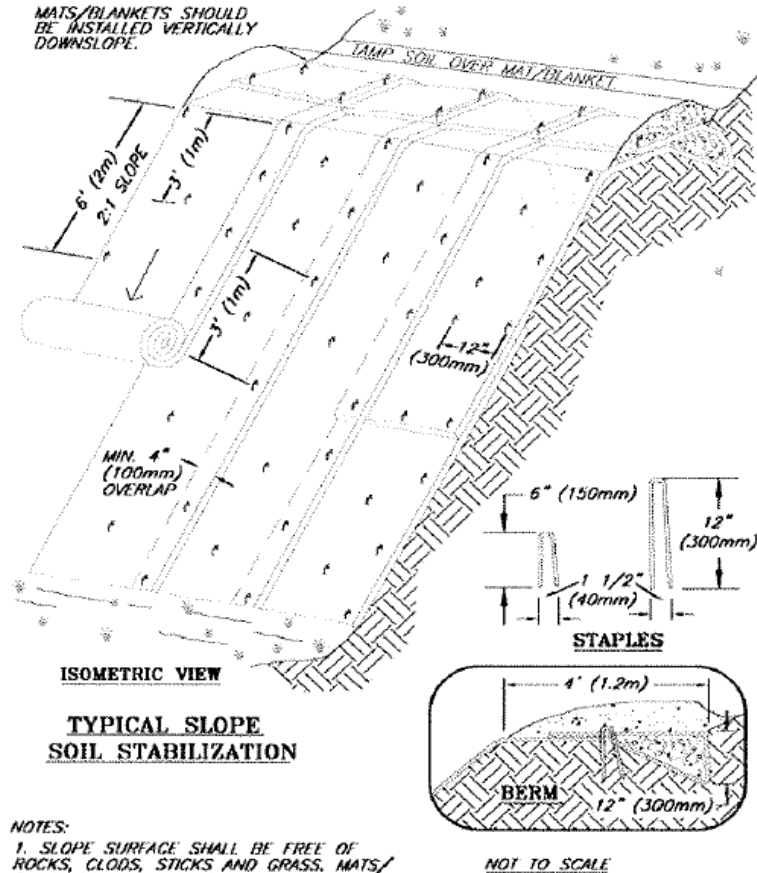 MATS/BLANKETS SHOULD
BE INSTALLED VERTICALLY
DOWNSLOPE.
TAMP SOIL OVER MAT/BLANKET
6' (2m)
2:1 SLOPE
3' (1m)
3' (1m)
12"
(300mm)
MIN. 4"
(100mm)
OVERLAP
6" (150mm)
12"
(300mm)
1 1/2"
(40mm)
STAPLES
ISOMETRIC VIEW
TYPICAL SLOPE
SOIL STABILIZATION
4' (1.2m)
BERM
12" (300mm)
NOTES:
1. SLOPE SURFACE SHALL BE FREE OF
ROCKS, CLODS, STICKS AND GRASS. MATS/
NOT TO SCALE